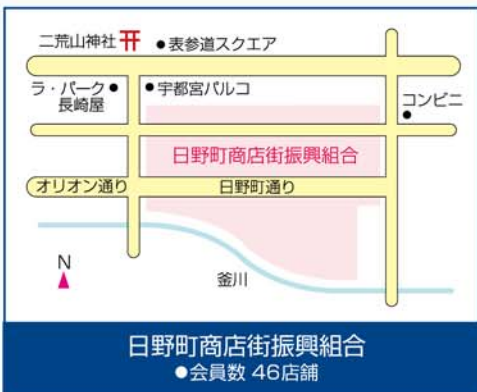 二荒山神社
●表参道スクエア
ラ・パーク●
長崎屋
●宇都宮パルコ
コンビニ
日野町商店街振興組合
オリオン通り
日野町通り
N
釜川
日野町商店街振興組合
●会員数 46店舗